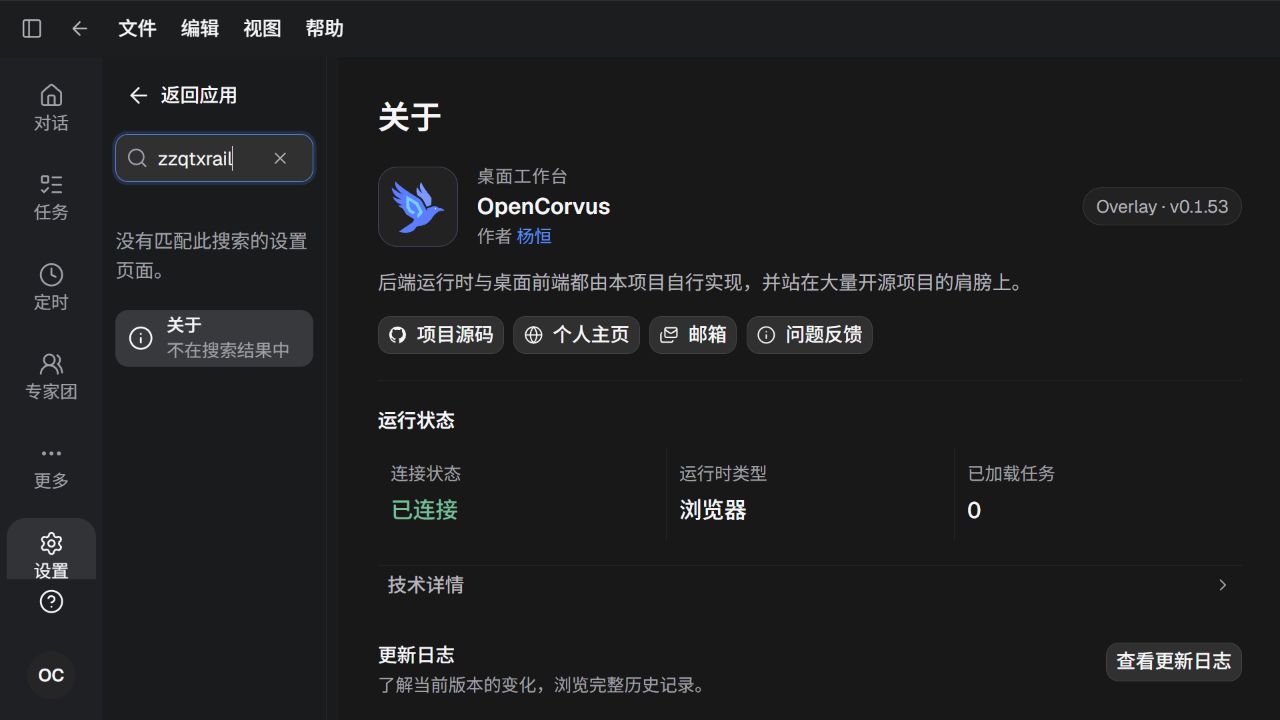 文件 编辑 视图 帮助
对话
任务
定时
专家团
更多
设置
OC
返回应用
zzqtxrail
没有匹配此搜索的设置
页面。
关于
不在搜索结果中
关于
桌面工作台
OpenCorvus
作者 杨恒
Overlay · v0.1.53
后端运行时与桌面前端都由本项目自行实现，并站在大量开源项目的肩膀上。
项目源码 个人主页 邮箱 问题反馈
运行状态
连接状态
已连接
运行时类型
浏览器
已加载任务
0
技术详情
更新日志
了解当前版本的变化，浏览完整历史记录。
查看更新日志